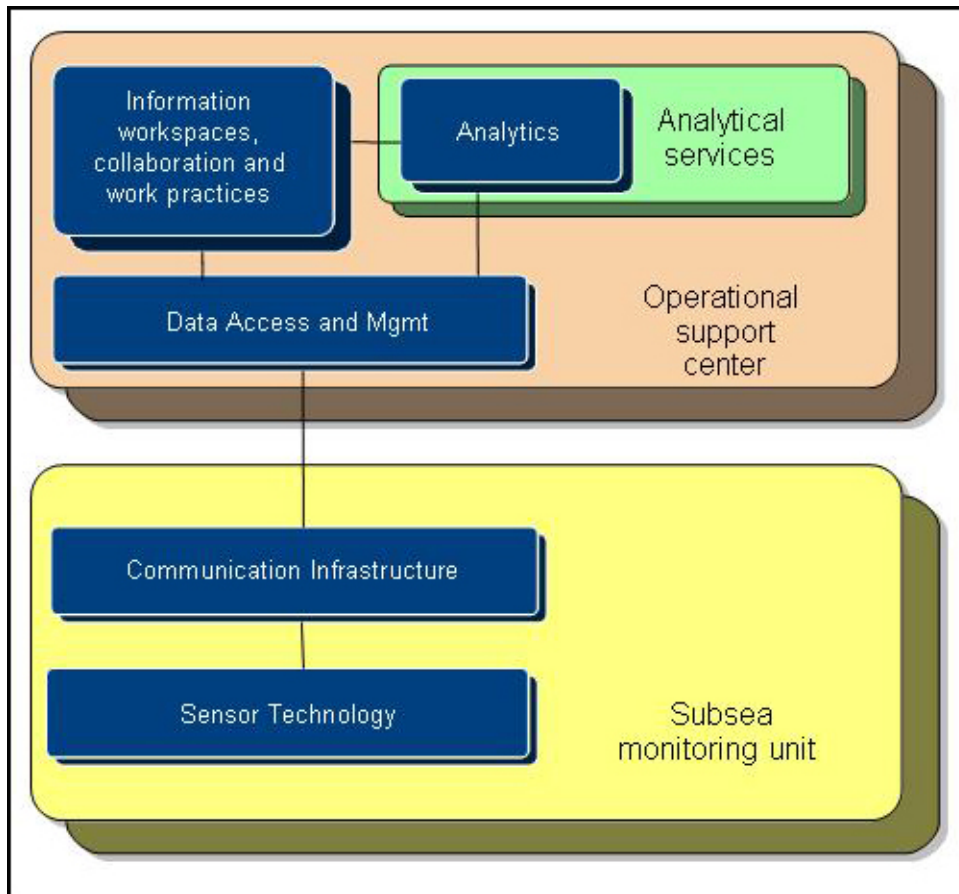 Information
workspaces,
collaboration and
work practices
Analytics
Analytical
services
Data Access and Mgmt
Operational
support
center
Communication Infrastructure
Sensor Technology
Subsea
monitoring unit